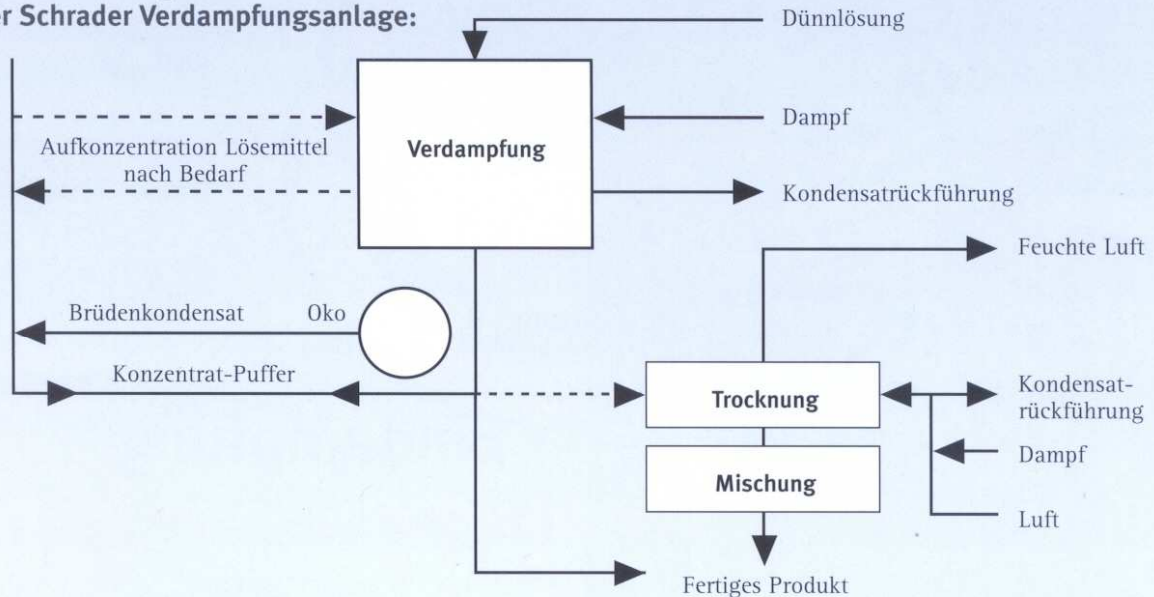 er Schrader Verdampfungsanlage:
Dünnlösung
Dampf
Verdampfung
Aufkonzentration Lösemittel
nach Bedarf
Kondensatrückführung
Feuchte Luft
Brüdenkondensat
Oko
Konzentrat-Puffer
Trocknung
Kondensat-
rückführung
Dampf
Mischung
Luft
Fertiges Produkt